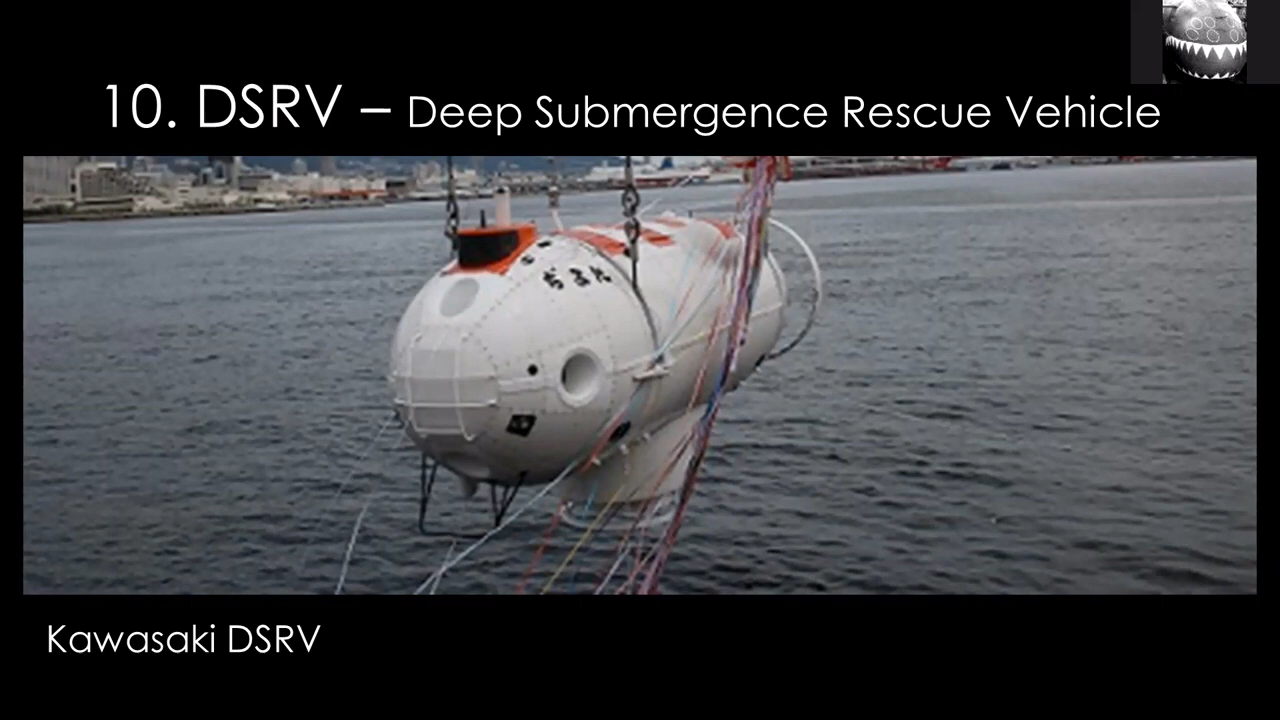 10. DSRV – Deep Submergence Rescue Vehicle
Kawasaki DSRV